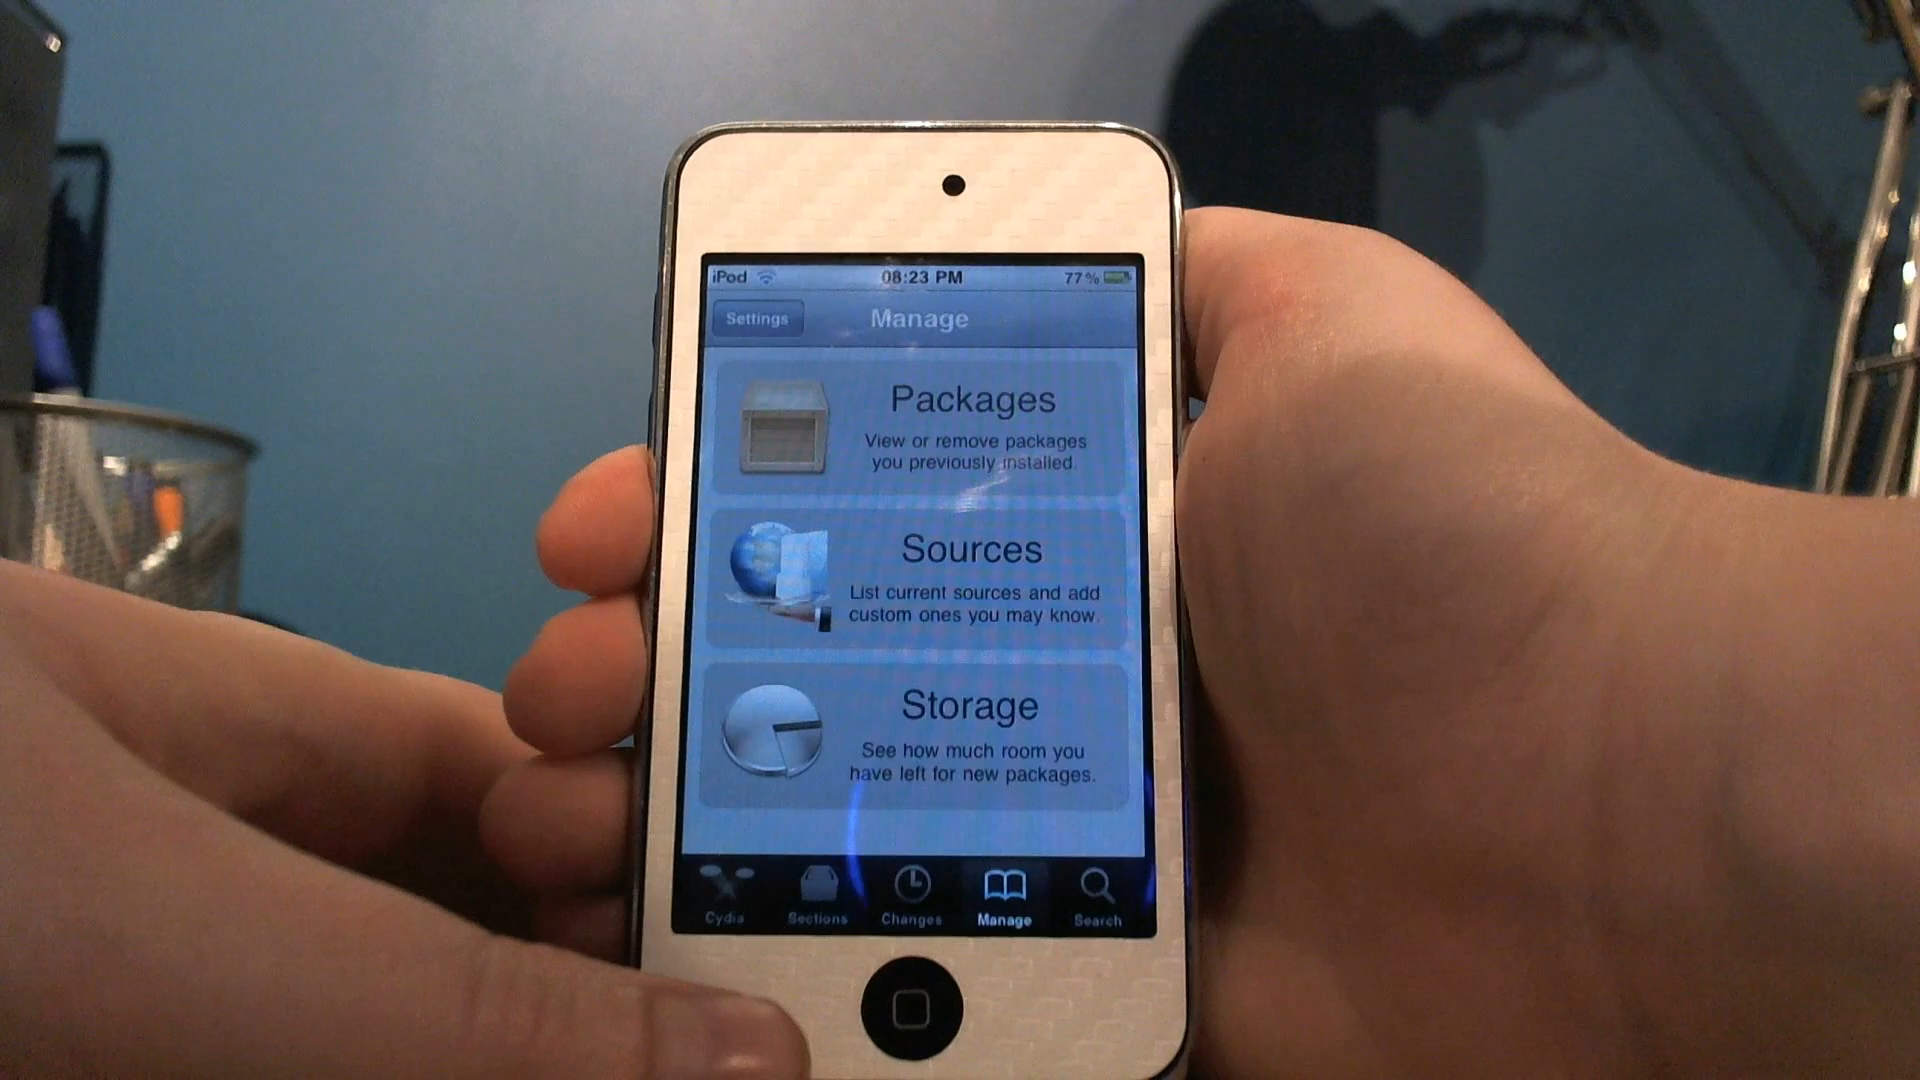 iPod 08:23 PM 77%
Settings Manage
Packages
View or remove packages
you previously installed.
Sources
List current sources and add
custom ones you may know.
Storage
See how much room you
have left for new packages.
Cydia Sections Changes Manage Search